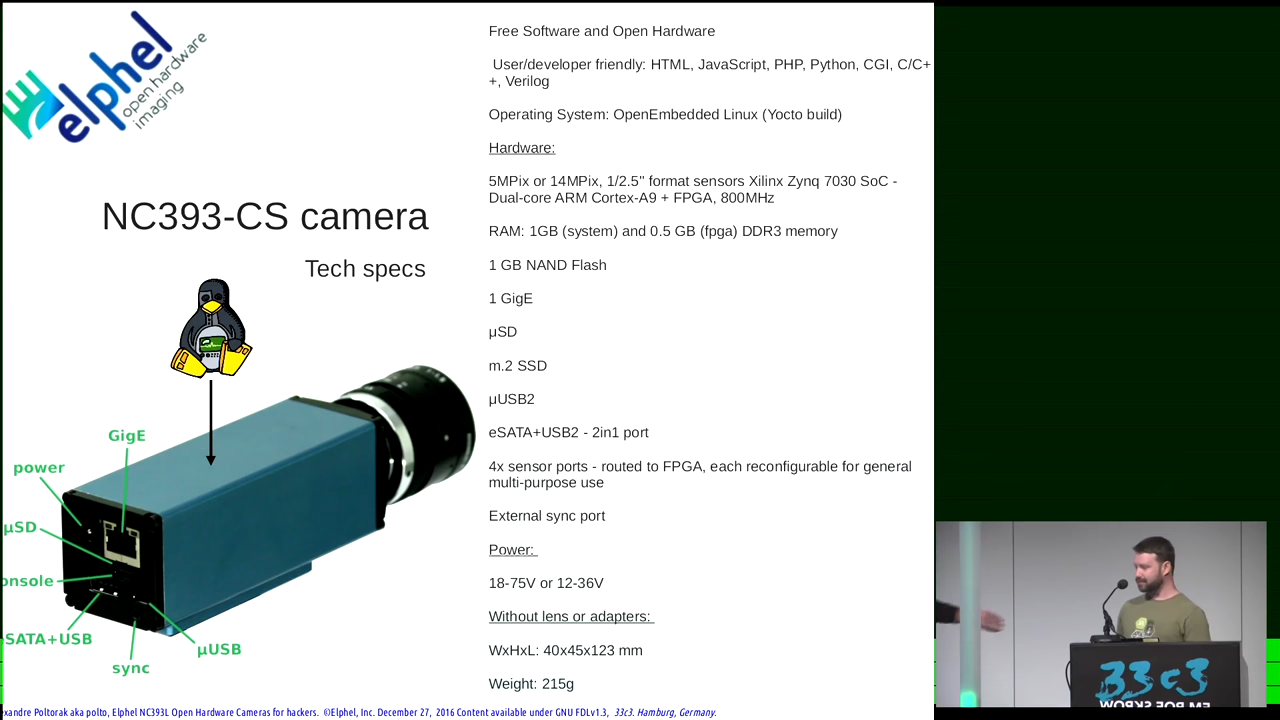 elphel
open hardware
imaging
NC393-CS camera
Tech specs
GigE
power
µSD
onsole
SATA+USB
sync
µUSB
Free Software and Open Hardware
User/developer friendly: HTML, JavaScript, PHP, Python, CGI, C/C+
+, Verilog
Operating System: OpenEmbedded Linux (Yocto build)
Hardware:
5MPix or 14MPix, 1/2.5" format sensors Xilinx Zynq 7030 SoC -
Dual-core ARM Cortex-A9 + FPGA, 800MHz
RAM: 1GB (system) and 0.5 GB (fpga) DDR3 memory
1 GB NAND Flash
1 GigE
µSD
m.2 SSD
µUSB2
eSATA+USB2 - 2in1 port
4x sensor ports - routed to FPGA, each reconfigurable for general
multi-purpose use
External sync port
Power:
18-75V or 12-36V
Without lens or adapters:
WxHxL: 40x45x123 mm
Weight: 215g
xandre Poltorak aka polto, Elphel NC393L Open Hardware Cameras for hackers. ©Elphel, Inc. December 27, 2016 Content available under GNU FDLv1.3, 33c3. Hamburg, Germany.
33c3